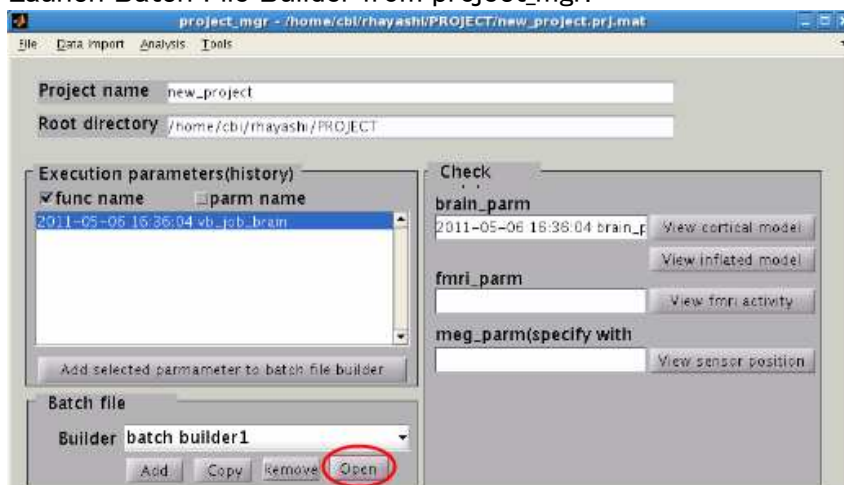 Launch Batch File Builder from project_mgr.
project_mgr - /home/cbi/rhayashi/PROJECT/new_project.prj.mat
File Data Import Analysis Tools
Project name new_project
Root directory /home/cbi/rhayashi/PROJECT
Execution parameters(history)
func name parm name
2011-05-06 16:36:04 vb_job_brain
Add selected parmameter to batch file builder
Batch file
Builder batch builder1
Add Copy Remove Open
Check
brain_parm
2011-05-06 16:36:04 brain_p View cortical model
View inflated model
fmri_parm
View fmri activity
meg_parm(specify with
View sensor position